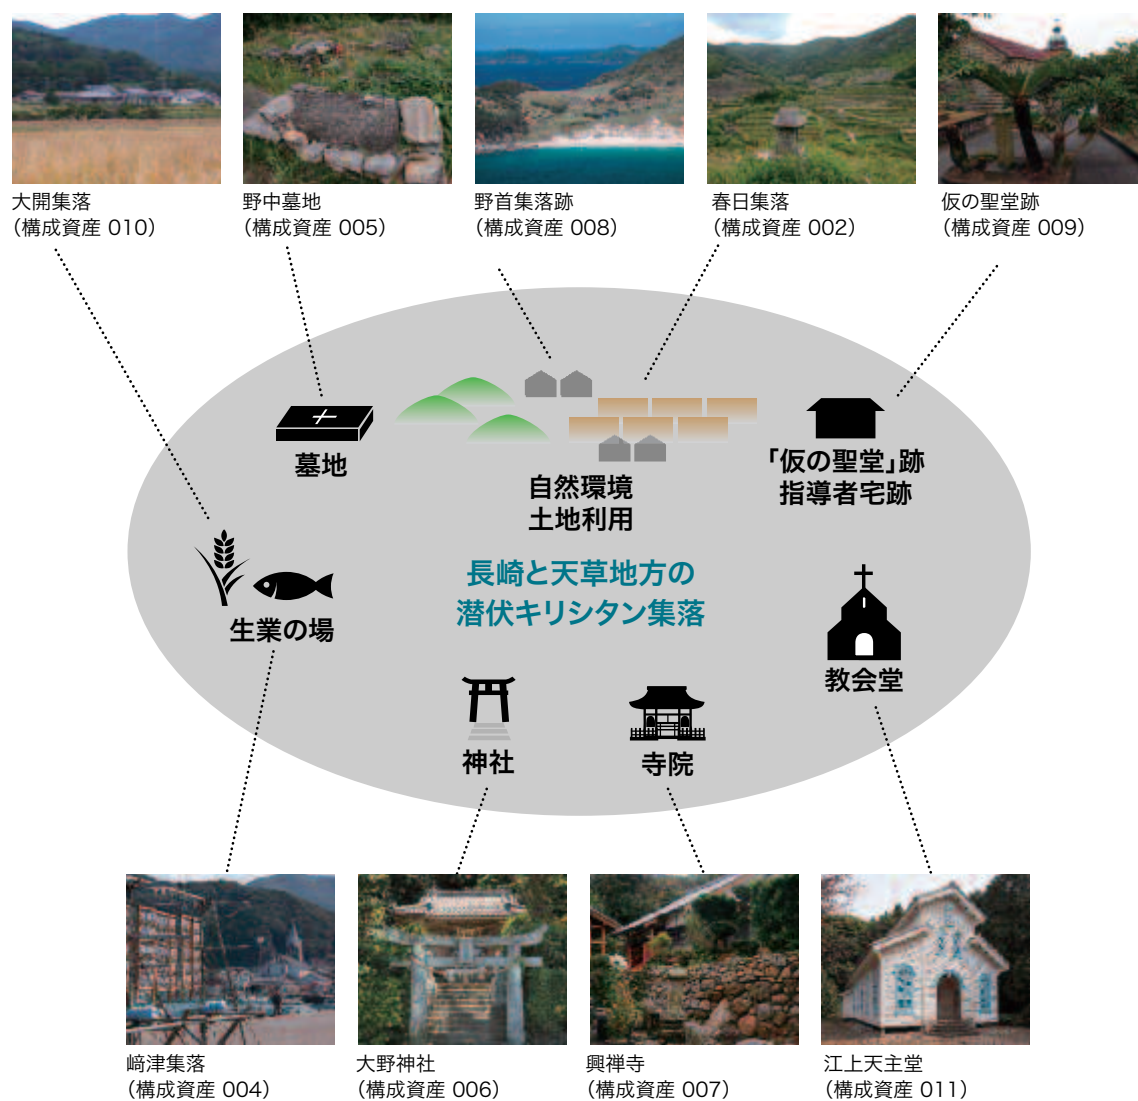 大開集落
（構成資産 010）
野中墓地
（構成資産 005）
野首集落跡
（構成資産 008）
春日集落
（構成資産 002）
仮の聖堂跡
（構成資産 009）
墓地
自然環境
土地利用
「仮の聖堂」跡
指導者宅跡
長崎と天草地方の
潜伏キリシタン集落
生業の場
教会堂
神社
寺院
﨑津集落
（構成資産 004）
大野神社
（構成資産 006）
興禅寺
（構成資産 007）
江上天主堂
（構成資産 011）